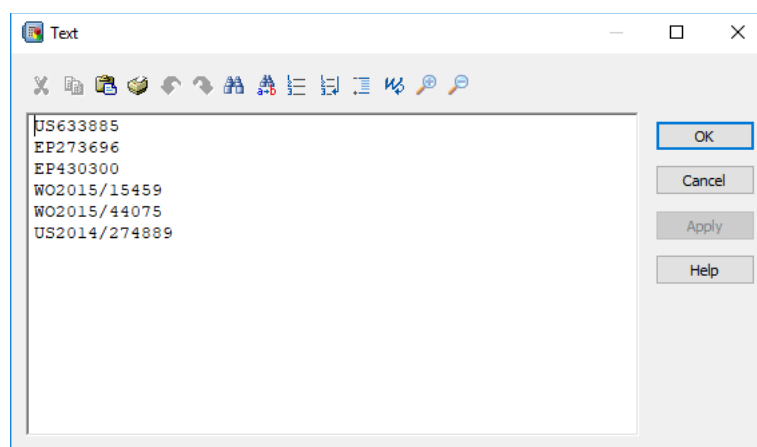 Text
US633885
EP273696
EP430300
WO2015/15459
WO2015/44075
US2014/274889
OK
Cancel
Apply
Help